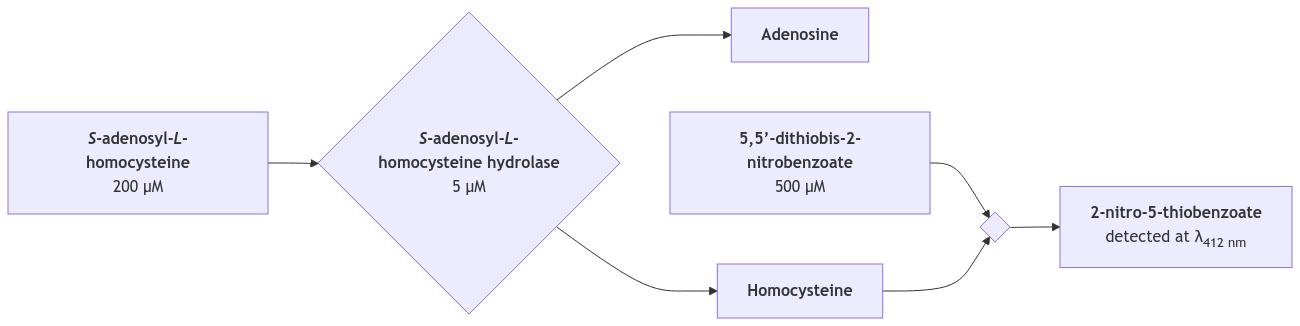 S-adenosyl-L-
homocysteine
200 µM
S-adenosyl-L-
homocysteine hydrolase
5 µM
Adenosine
5,5’-dithiobis-2-
nitrobenzoate
500 µM
Homocysteine
2-nitro-5-thiobenzoate
detected at λ412 nm